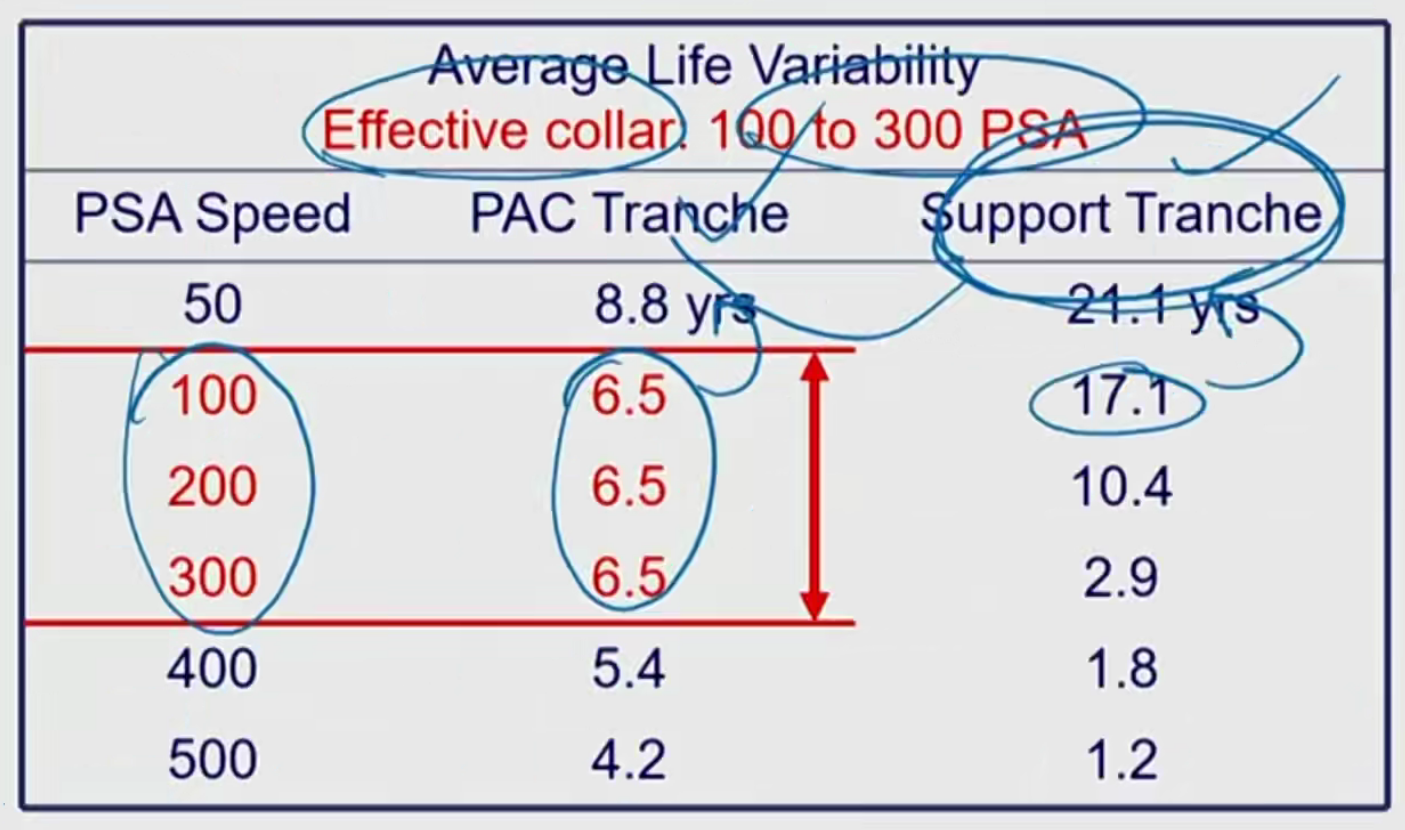 Average Life Variability
Effective collar: 100 to 300 PSA
PSA Speed PAC Tranche Support Tranche
50 8.8 yrs 21.1 yrs
100 6.5 17.1
200 6.5 10.4
300 6.5 2.9
400 5.4 1.8
500 4.2 1.2